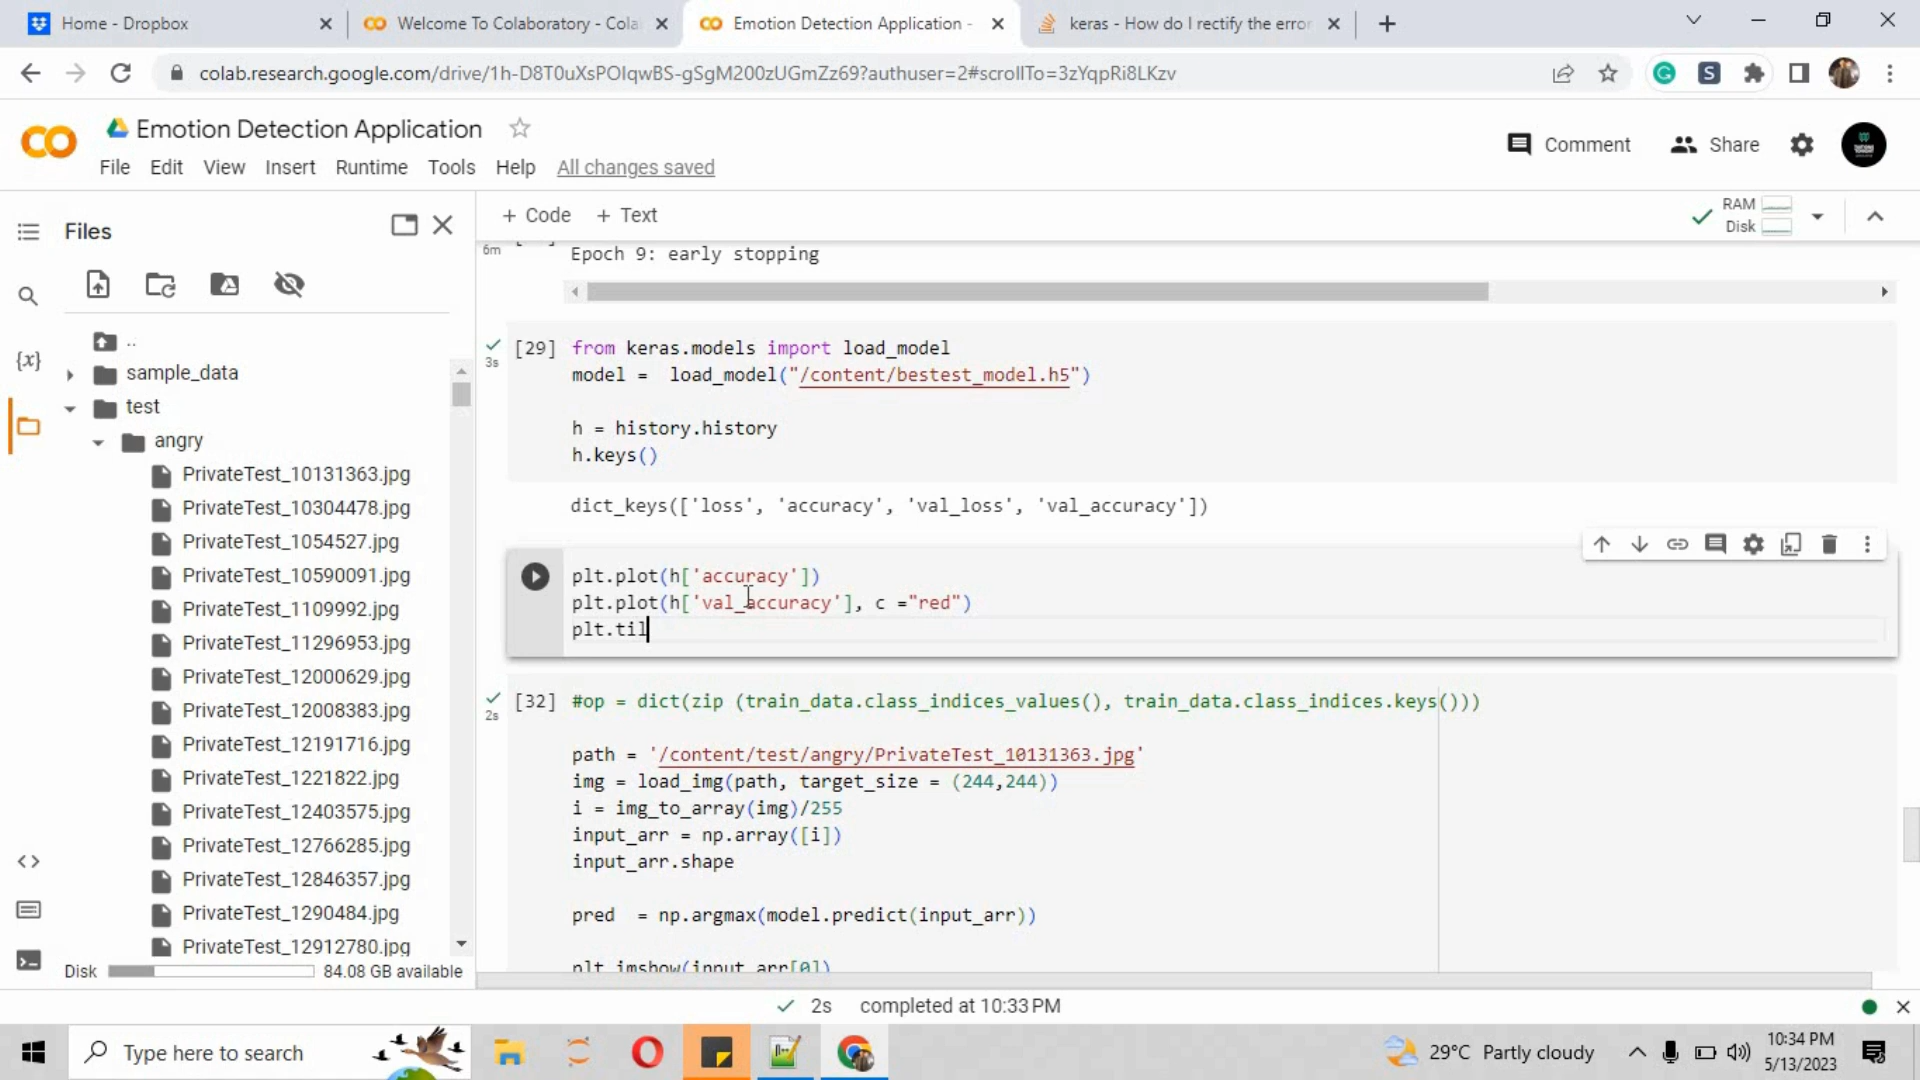 Home - Dropbox
Welcome To Colaboratory - Cola
Emotion Detection Application -
keras - How do I rectify the error
colab.research.google.com/drive/1h-D8T0uXsPOIqwBS-gSgM200zUGmZz69?authuser=2#scrollTo=3zYqpRi8LKzv
Emotion Detection Application
File Edit View Insert Runtime Tools Help All changes saved
Comment Share
Files
+ Code + Text
RAM
Disk
..
sample_data
test
angry
PrivateTest_10131363.jpg
PrivateTest_10304478.jpg
PrivateTest_1054527.jpg
PrivateTest_10590091.jpg
PrivateTest_1109992.jpg
PrivateTest_11296953.jpg
PrivateTest_12000629.jpg
PrivateTest_12008383.jpg
PrivateTest_12191716.jpg
PrivateTest_1221822.jpg
PrivateTest_12403575.jpg
PrivateTest_12766285.jpg
PrivateTest_12846357.jpg
PrivateTest_1290484.jpg
PrivateTest_12912780.jpg
Disk 84.08 GB available
6m
Epoch 9: early stopping
3s
[29] from keras.models import load_model
model = load_model("/content/bestest_model.h5")
h = history.history
h.keys()
dict_keys(['loss', 'accuracy', 'val_loss', 'val_accuracy'])
plt.plot(h['accuracy'])
plt.plot(h['val_accuracy'], c ="red")
plt.til
2s
[32] #op = dict(zip (train_data.class_indices_values(), train_data.class_indices.keys()))
path = '/content/test/angry/PrivateTest_10131363.jpg'
img = load_img(path, target_size = (244,244))
i = img_to_array(img)/255
input_arr = np.array([i])
input_arr.shape
pred = np.argmax(model.predict(input_arr))
plt.imshow(input_arr[0])
2s completed at 10:33 PM
Type here to search
29°C Partly cloudy
10:34 PM
5/13/2023